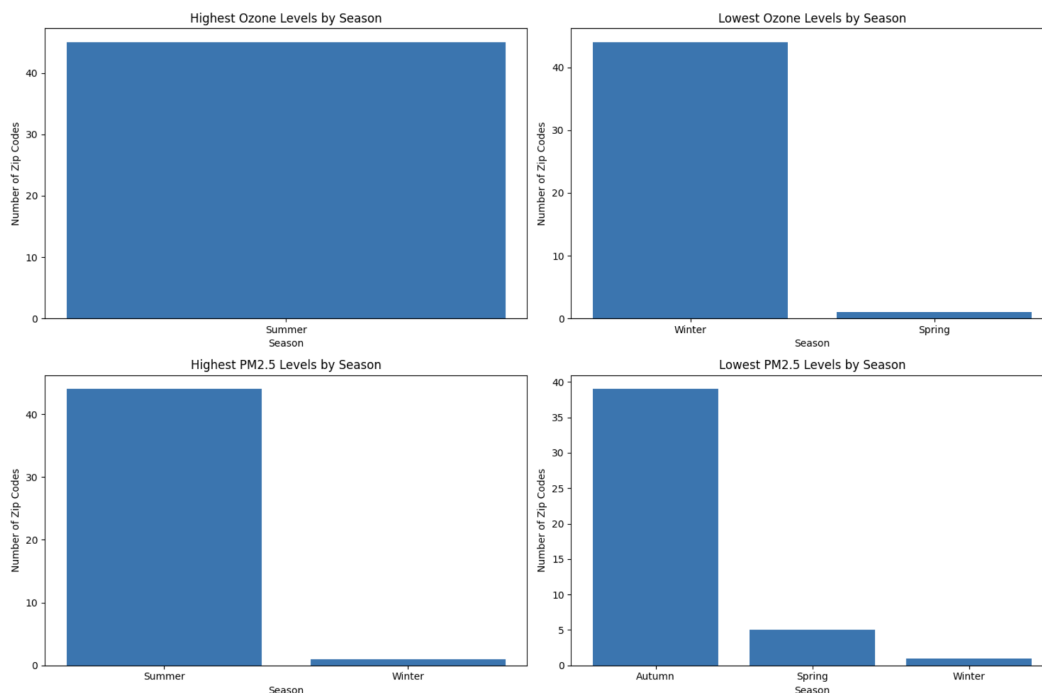 Highest Ozone Levels by Season
Number of Zip Codes
40
30
20
10
0
Summer
Season
Lowest Ozone Levels by Season
Number of Zip Codes
40
30
20
10
0
Winter Spring
Season
Highest PM2.5 Levels by Season
Number of Zip Codes
40
30
20
10
0
Summer Winter
Season
Lowest PM2.5 Levels by Season
Number of Zip Codes
40
35
30
25
20
15
10
5
0
Autumn Spring Winter
Season